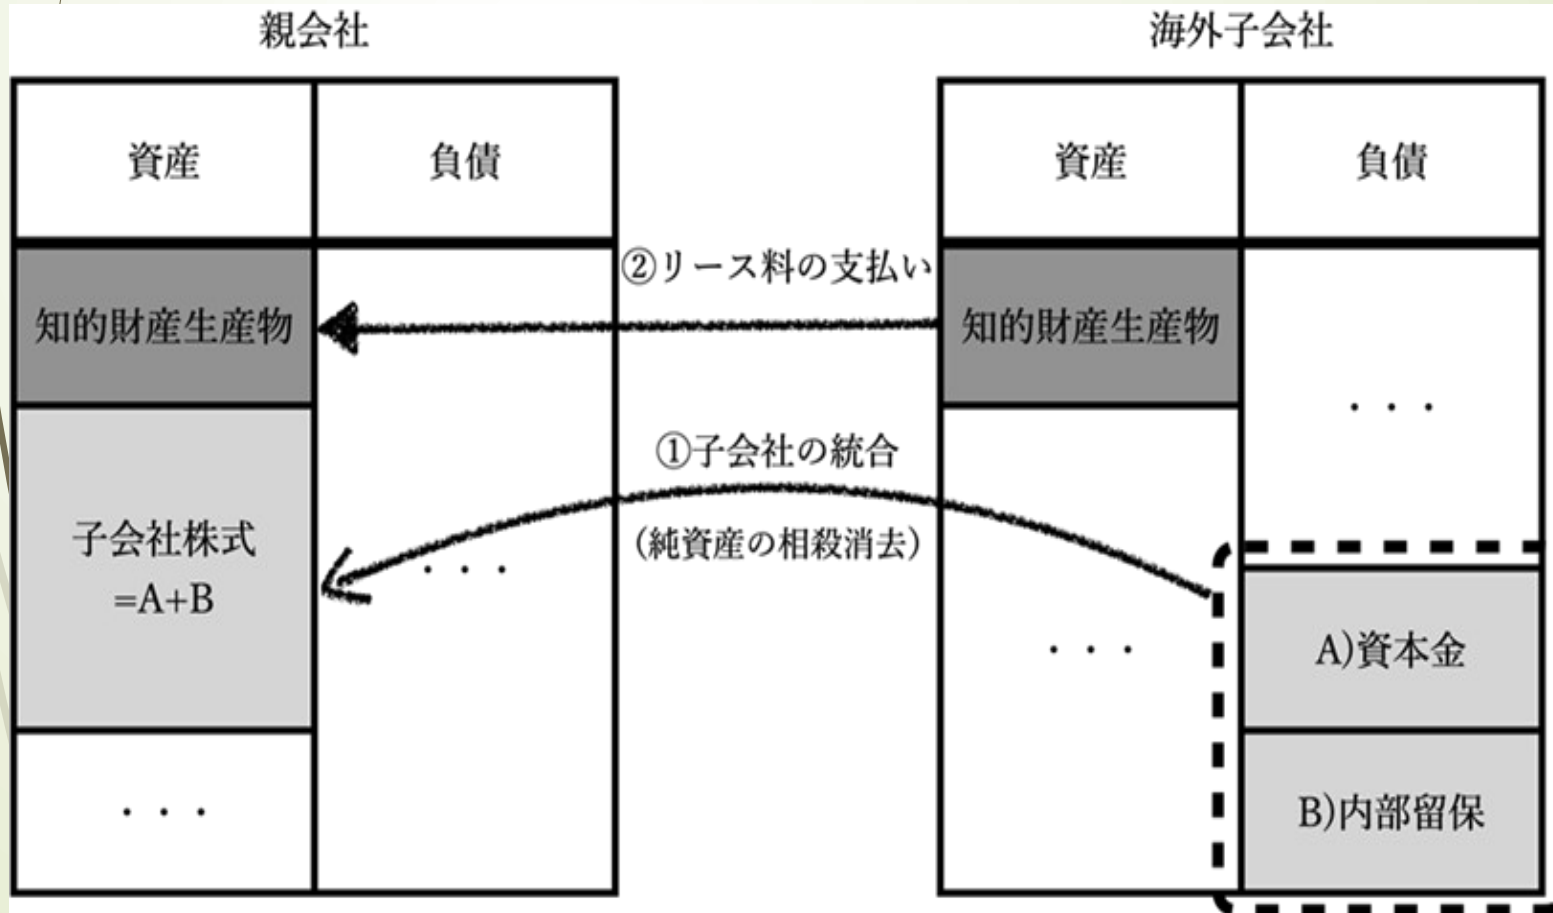 親会社
海外子会社
資産
負債
資産
負債
②リース料の支払い
知的財産生産物
知的財産生産物
・・・
①子会社の統合
(純資産の相殺消去)
子会社株式
=A+B
・・・
・・・
A)資本金
・・・
B)内部留保